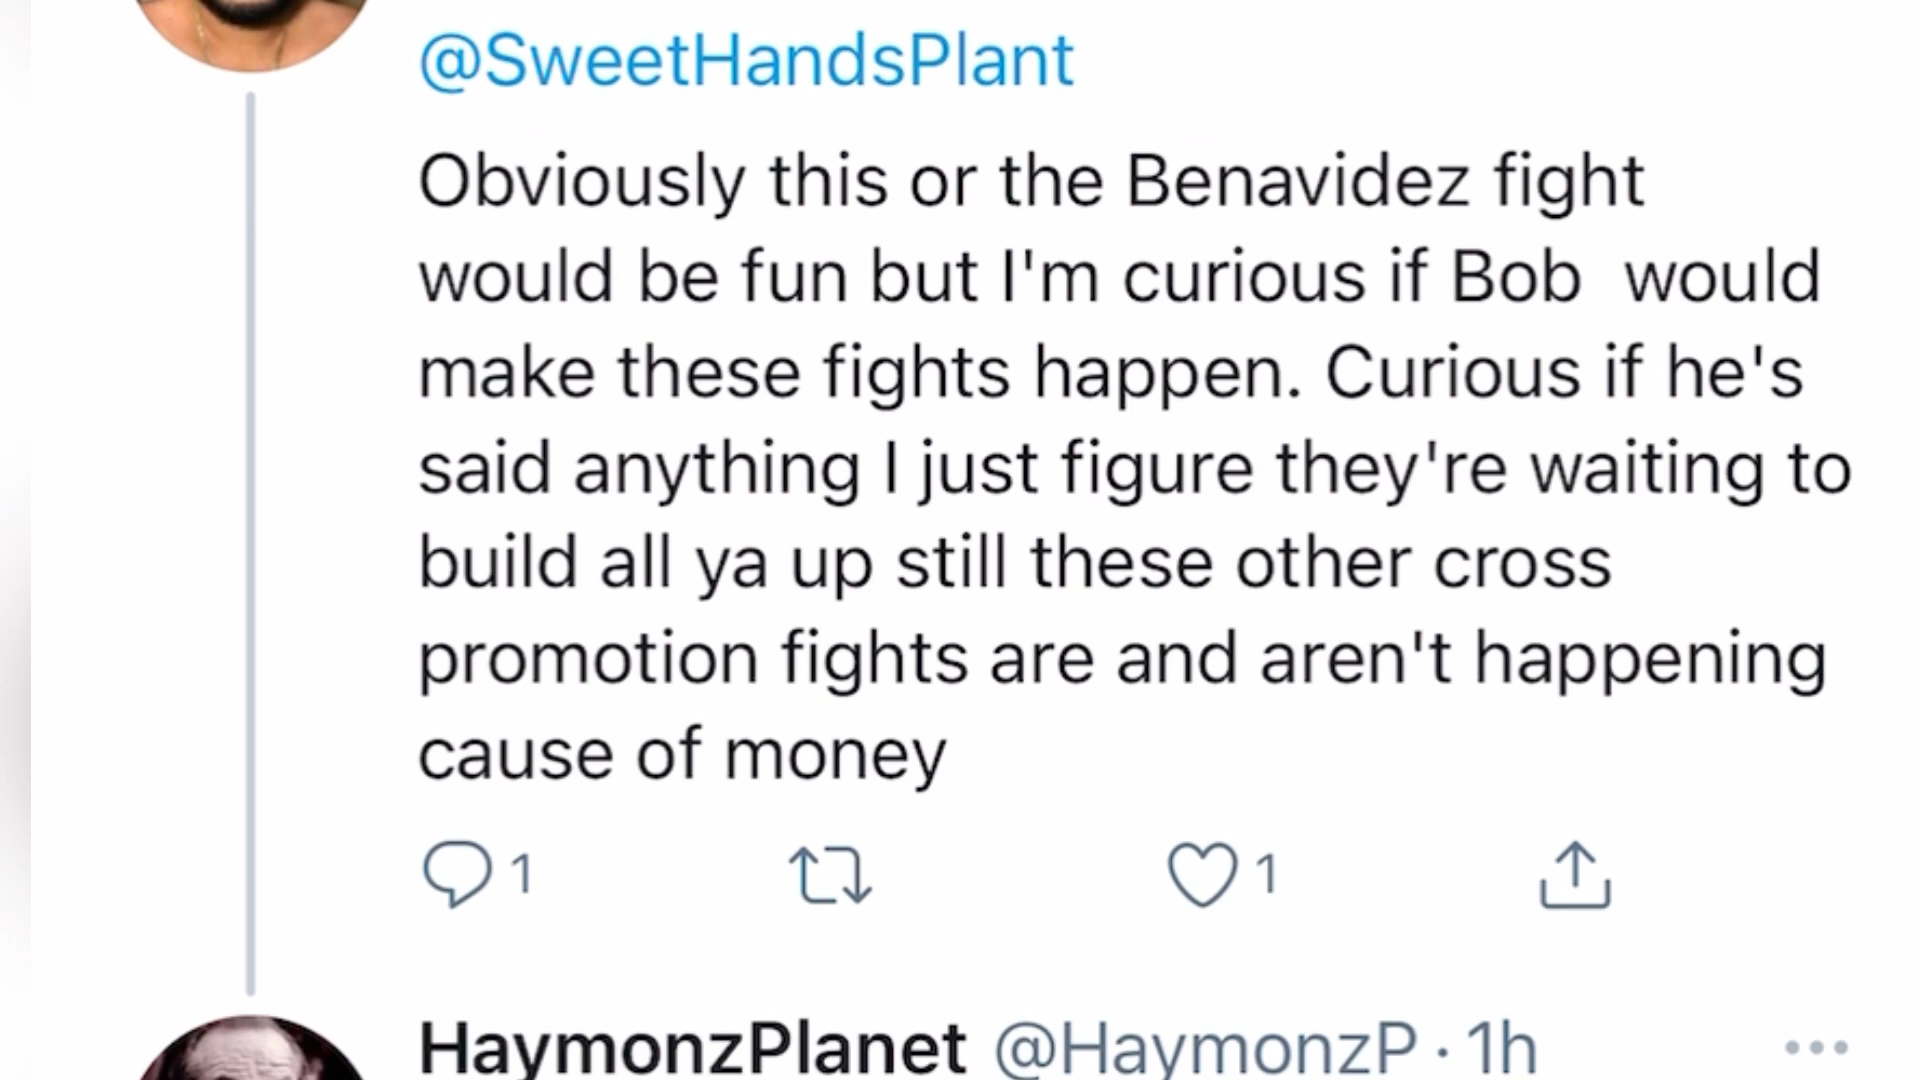 @SweetHandsPlant
Obviously this or the Benavidez fight
would be fun but I'm curious if Bob  would
make these fights happen. Curious if he's
said anything I just figure they're waiting to
build all ya up still these other cross
promotion fights are and aren't happening
cause of money
1 1
HaymonzPlanet @HaymonzP · 1h